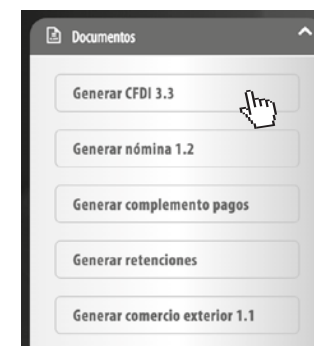 Documentos
Generar CFDI 3.3
Generar nómina 1.2
Generar complemento pagos
Generar retenciones
Generar comercio exterior 1.1